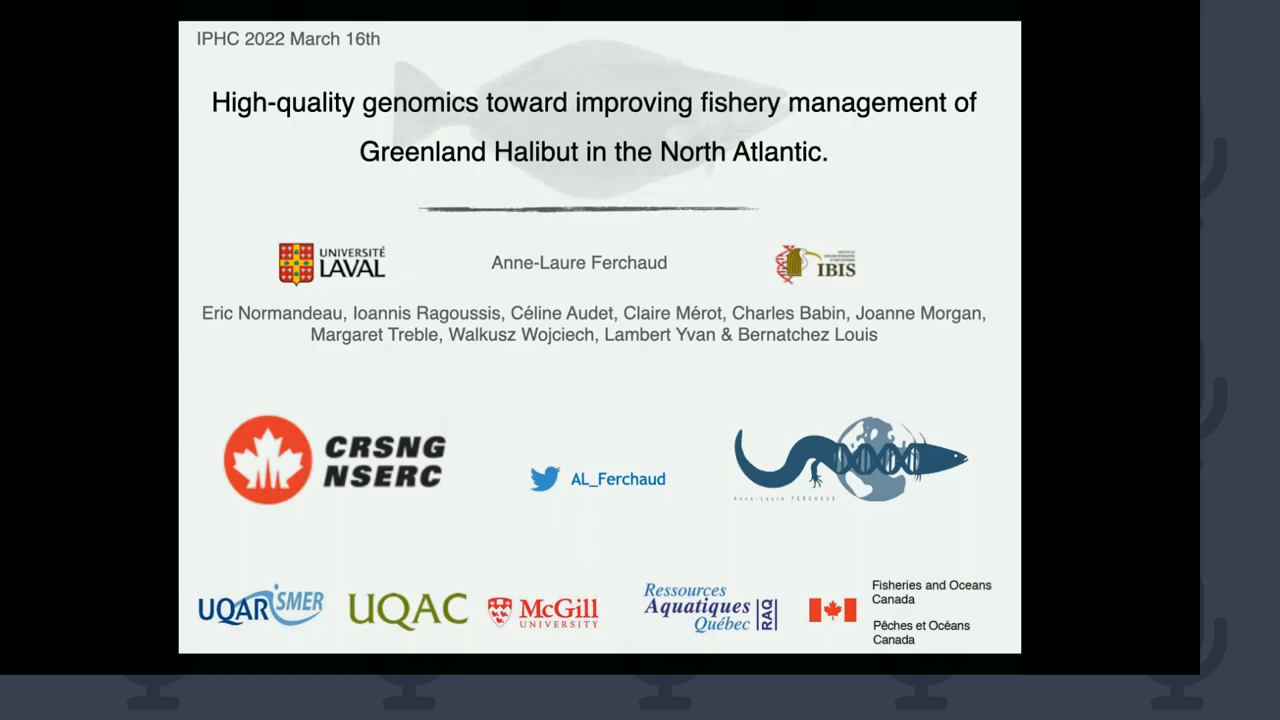 IPHC 2022 March 16th
High-quality genomics toward improving fishery management of
Greenland Halibut in the North Atlantic.
UNIVERSITÉ
LAVAL
Anne-Laure Ferchaud
IBIS
Eric Normandeau, Ioannis Ragoussis, Céline Audet, Claire Mérot, Charles Babin, Joanne Morgan,
Margaret Treble, Walkusz Wojciech, Lambert Yvan & Bernatchez Louis
CRSNG
NSERC
AL_Ferchaud
Anne-Laure FERCHAUD
UQAR ISMER
UQAC
McGill
UNIVERSITY
Ressources
Aquatiques
Québec
RAQ
Fisheries and Oceans
Canada
Pêches et Océans
Canada